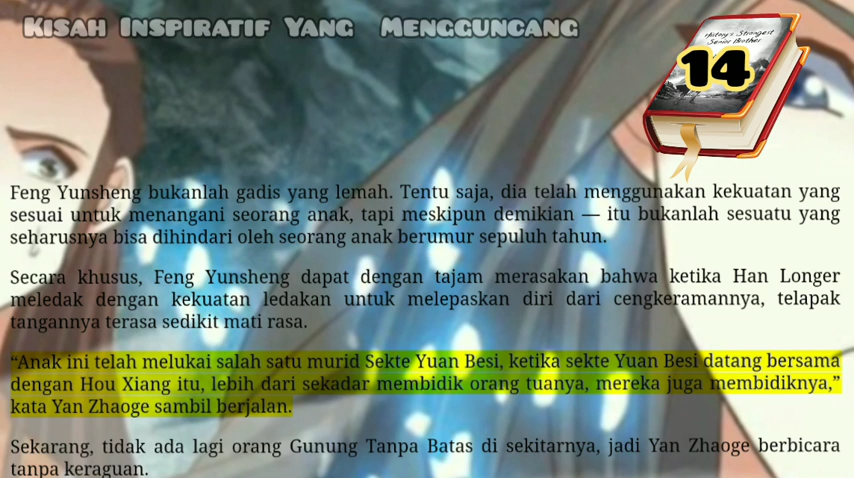 Kisah Inspiratif Yang Mengguncang
History's Strongest
Senior Brother
14
Feng Yunsheng bukanlah gadis yang lemah. Tentu saja, dia telah menggunakan kekuatan yang
sesuai untuk menangani seorang anak, tapi meskipun demikian — itu bukanlah sesuatu yang
seharusnya bisa dihindari oleh seorang anak berumur sepuluh tahun.
Secara khusus, Feng Yunsheng dapat dengan tajam merasakan bahwa ketika Han Longer
meledak dengan kekuatan ledakan untuk melepaskan diri dari cengkeramannya, telapak
tangannya terasa sedikit mati rasa.
“Anak ini telah melukai salah satu murid Sekte Yuan Besi, ketika sekte Yuan Besi datang bersama
dengan Hou Xiang itu, lebih dari sekadar membidik orang tuanya, mereka juga membidiknya,”
kata Yan Zhaoge sambil berjalan.
Sekarang, tidak ada lagi orang Gunung Tanpa Batas di sekitarnya, jadi Yan Zhaoge berbicara
tanpa keraguan.